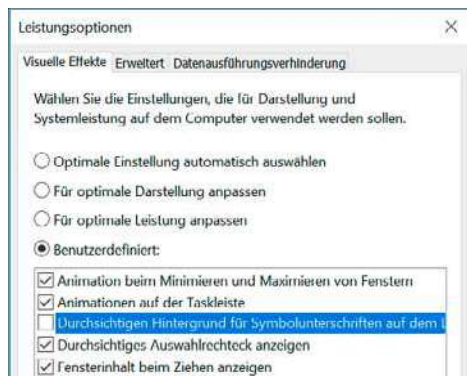 Leistungsoptionen
Visuelle Effekte Erweitert Datenausführungsverhinderung
Wählen Sie die Einstellungen, die für Darstellung und
Systemleistung auf dem Computer verwendet werden sollen.
Optimale Einstellung automatisch auswählen
Für optimale Darstellung anpassen
Für optimale Leistung anpassen
Benutzerdefiniert:
Animation beim Minimieren und Maximieren von Fenstern
Animationen auf der Taskleiste
Durchsichtigen Hintergrund für Symbolunterschriften auf dem
Durchsichtiges Auswahlrechteck anzeigen
Fensterinhalt beim Ziehen anzeigen